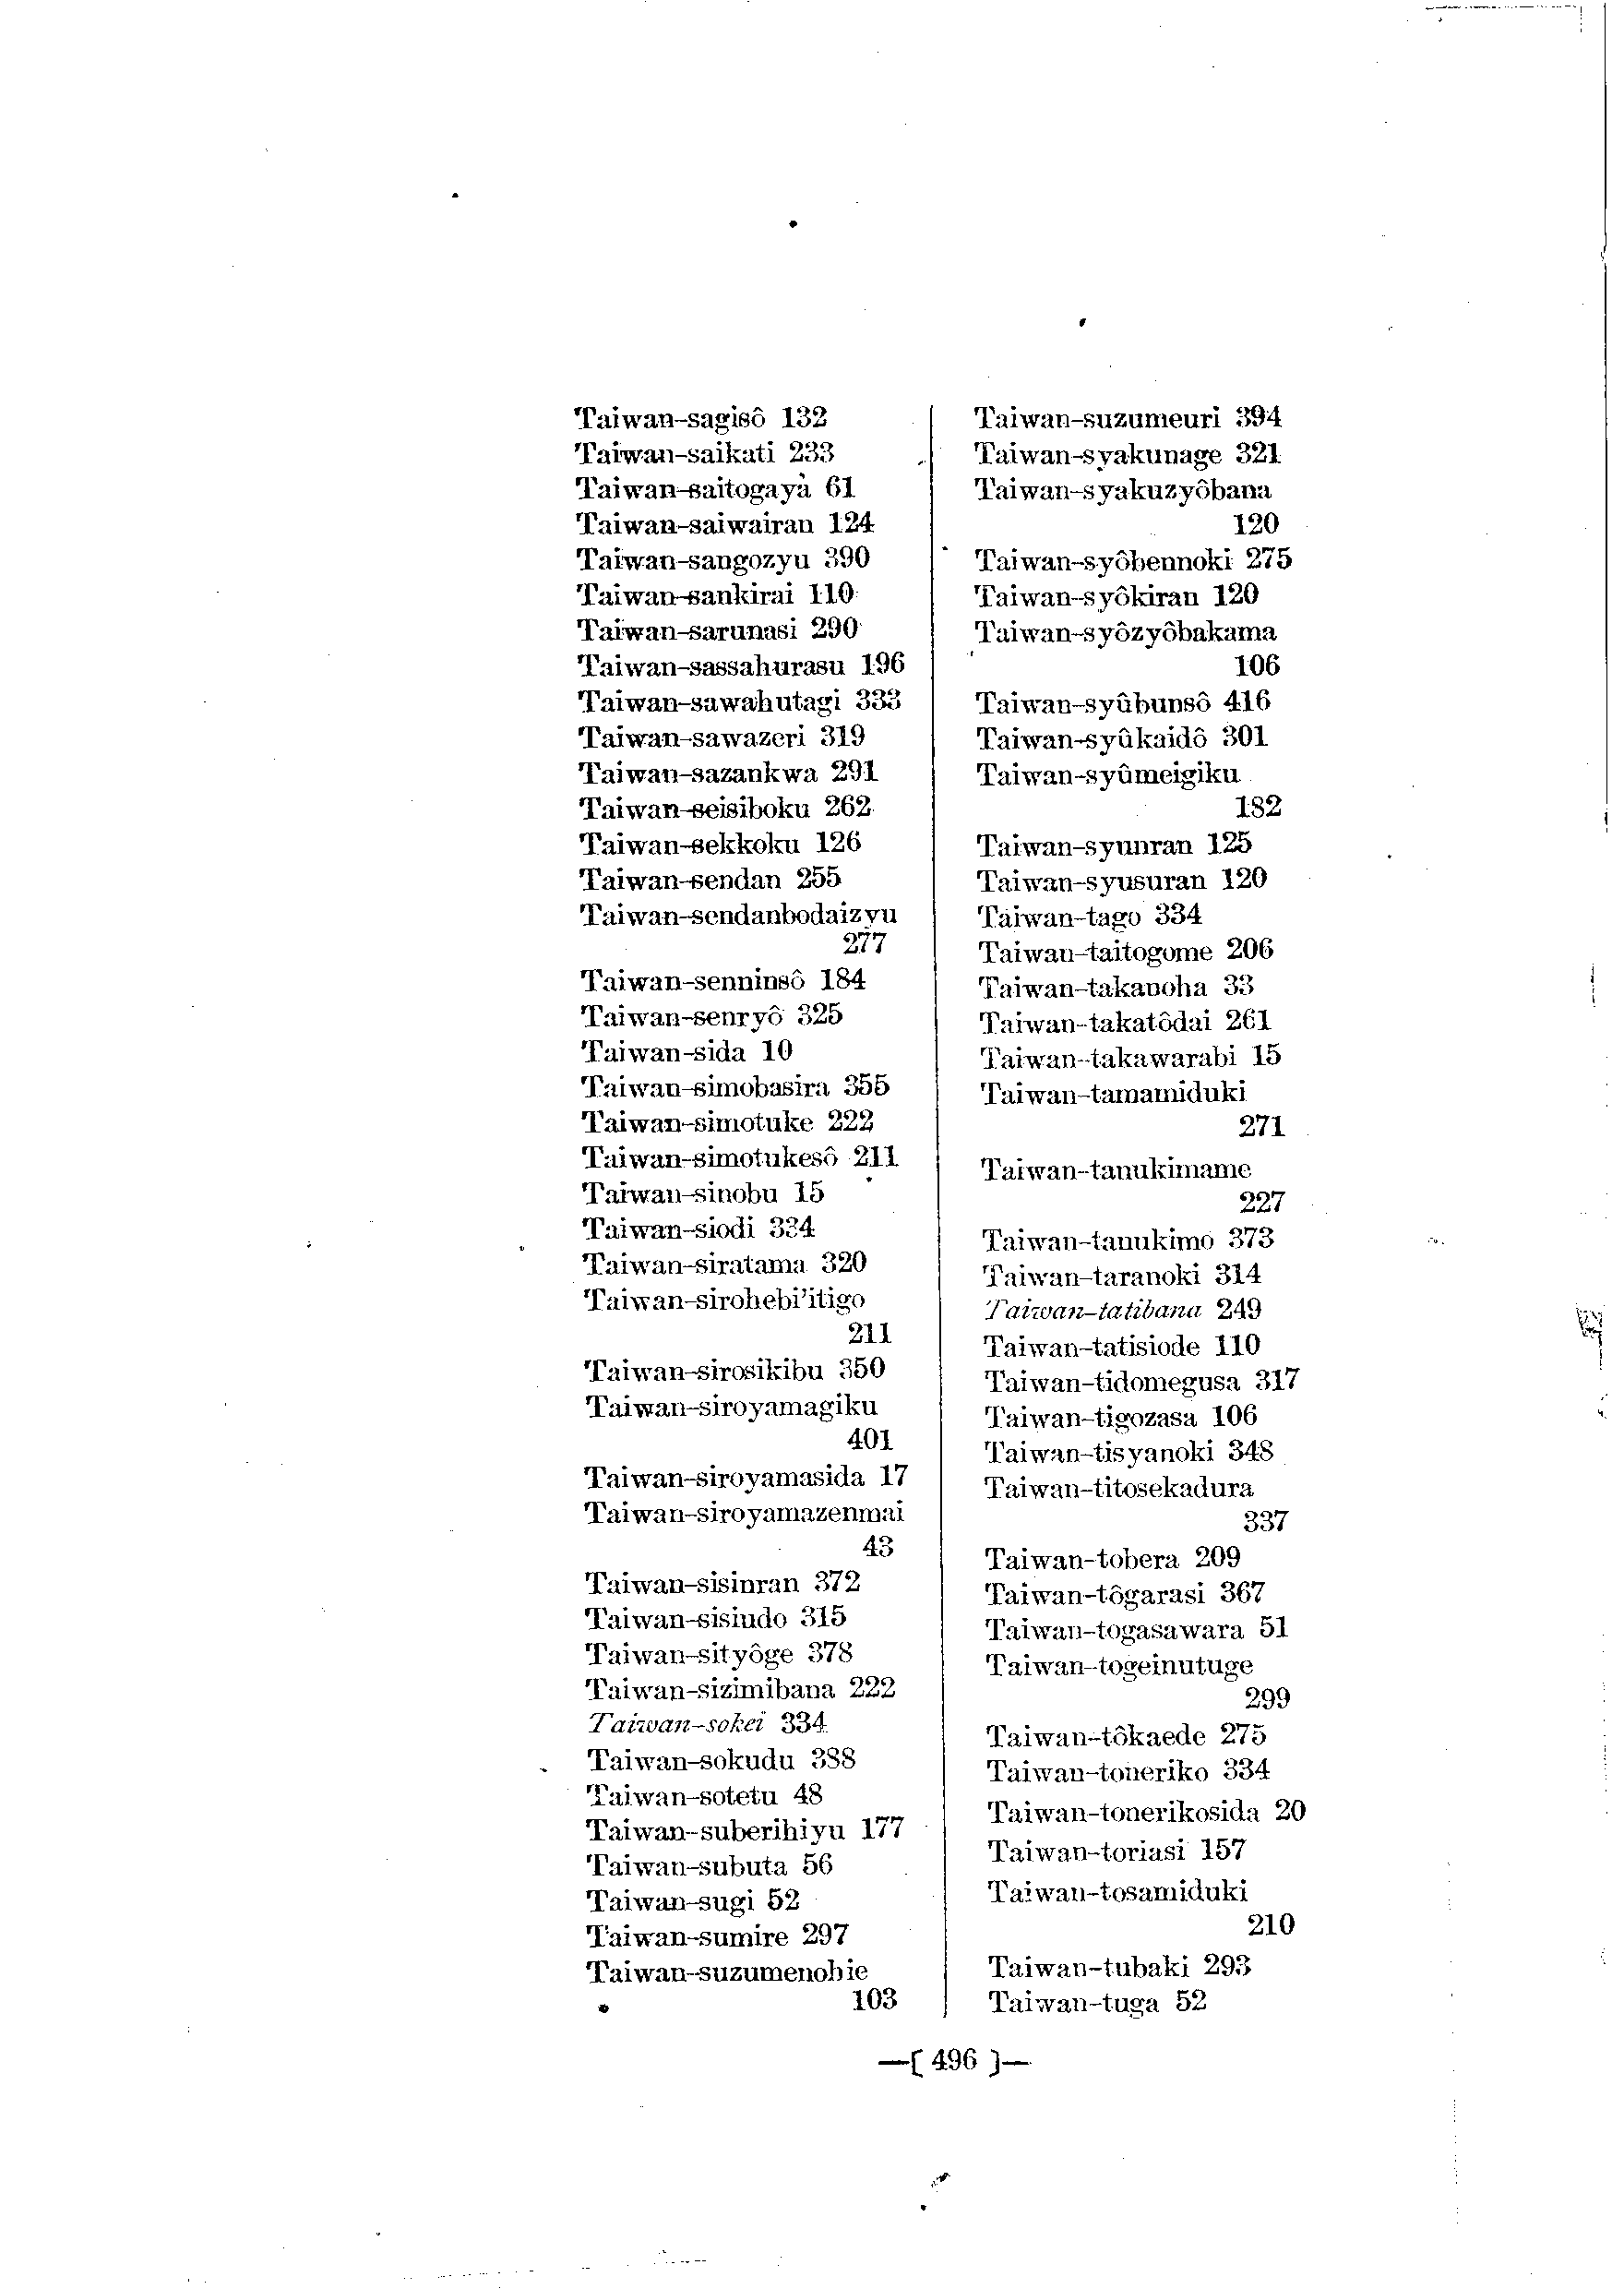 Taiwan-sagisô 132
Taiwan-saikati 233
Taiwan-saitogaya 61
Taiwan-saiwairan 124
Taiwan-sangozyu 390
Taiwan-sankirai 110
Taiwan-sarunasi 290
Taiwan-sassahurasu 196
Taiwan-sawahutagi 333
Taiwan-sawazeri 319
Taiwan-sazankwa 291
Taiwan-seisiboku 262
Taiwan-sekkoku 126
Taiwan-sendan 255
Taiwan-sendanbodaizyu
277
Taiwan-senninsô 184
Taiwan-senryô 325
Taiwan-sida 10
Taiwan-simobasira 355
Taiwan-simotuke 222
Taiwan-simotukesô 211
Taiwan-sinobu 15
Taiwan-siodi 334
Taiwan-siratama 320
Taiwan-sirohebi'itigo
211
Taiwan-sirosikibu 350
Taiwan-siroyamagiku
401
Taiwan-siroyamasida 17
Taiwan-siroyamazenmai
43
Taiwan-sisinran 372
Taiwan-sisiudo 315
Taiwan-sityôge 378
Taiwan-sizimibana 222
Taiwan-sokei 334
Taiwan-sokudu 388
Taiwan-sotetu 48
Taiwan-suberihiyu 177
Taiwan-subuta 56
Taiwan-sugi 52
Taiwan-sumire 297
Taiwan-suzumenohie
103
Taiwan-suzumeuri 394
Taiwan-syakunage 321
Taiwan-syakuzyôbana
120
Taiwan-syôbennoki 275
Taiwan-syôkiran 120
Taiwan-syôzyôbakama
106
Taiwan-syûbunsô 416
Taiwan-syûkaidô 301
Taiwan-syûmeigiku
182
Taiwan-syunran 125
Taiwan-syusuran 120
Taiwan-tago 334
Taiwan-taitogome 206
Taiwan-takanoha 33
Taiwan-takatôdai 261
Taiwan-takawarabi 15
Taiwan-tamamiduki
271
Taiwan-tanukimame
227
Taiwan-tanukimo 373
Taiwan-taranoki 314
Taiwan-tatibana 249
Taiwan-tatisiode 110
Taiwan-tidomegusa 317
Taiwan-tigozasa 106
Taiwan-tisyanoki 348
Taiwan-titosekadura
337
Taiwan-tobera 209
Taiwan-tôgarasi 367
Taiwan-togasawara 51
Taiwan-togeinutuge
299
Taiwan-tôkaede 275
Taiwan-toneriko 334
Taiwan-tonerikosida 20
Taiwan-toriasi 157
Taiwan-tosamiduki
210
Taiwan-tubaki 293
Taiwan-tuga 52
—[ 496 ]—